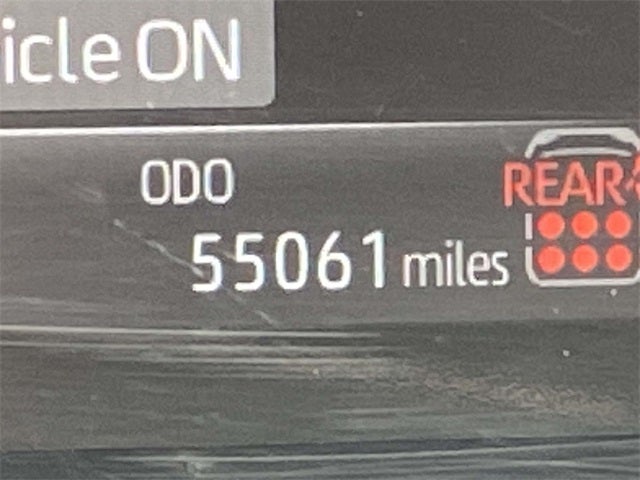 icle ON
ODO
REAR
55061 miles